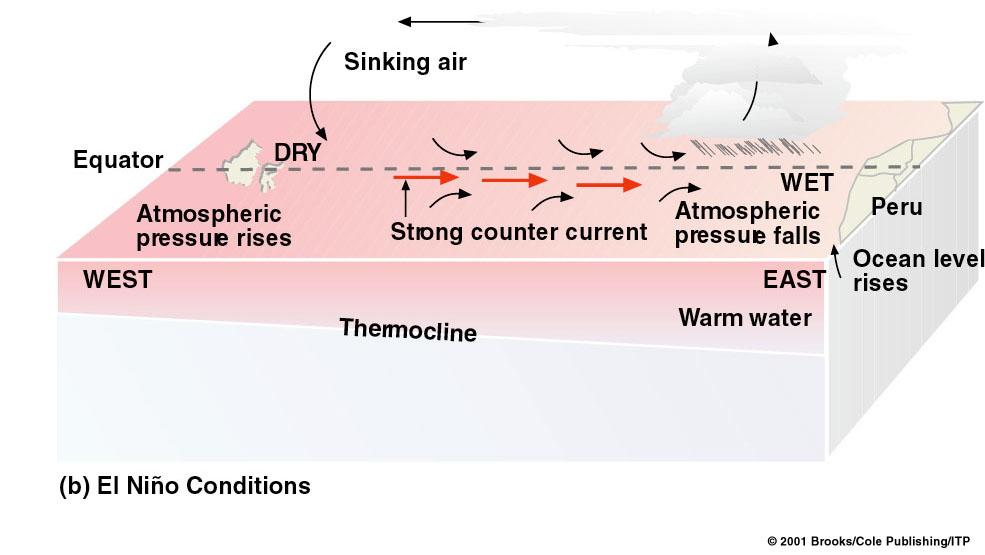 Sinking air
Equator
DRY
WET
Atmospheric
pressure rises
Strong counter current
Atmospheric
pressure falls
Peru
Ocean level
rises
WEST
EAST
Warm water
Thermocline
(b) El Niño Conditions
© 2001 Brooks/Cole Publishing/ITP